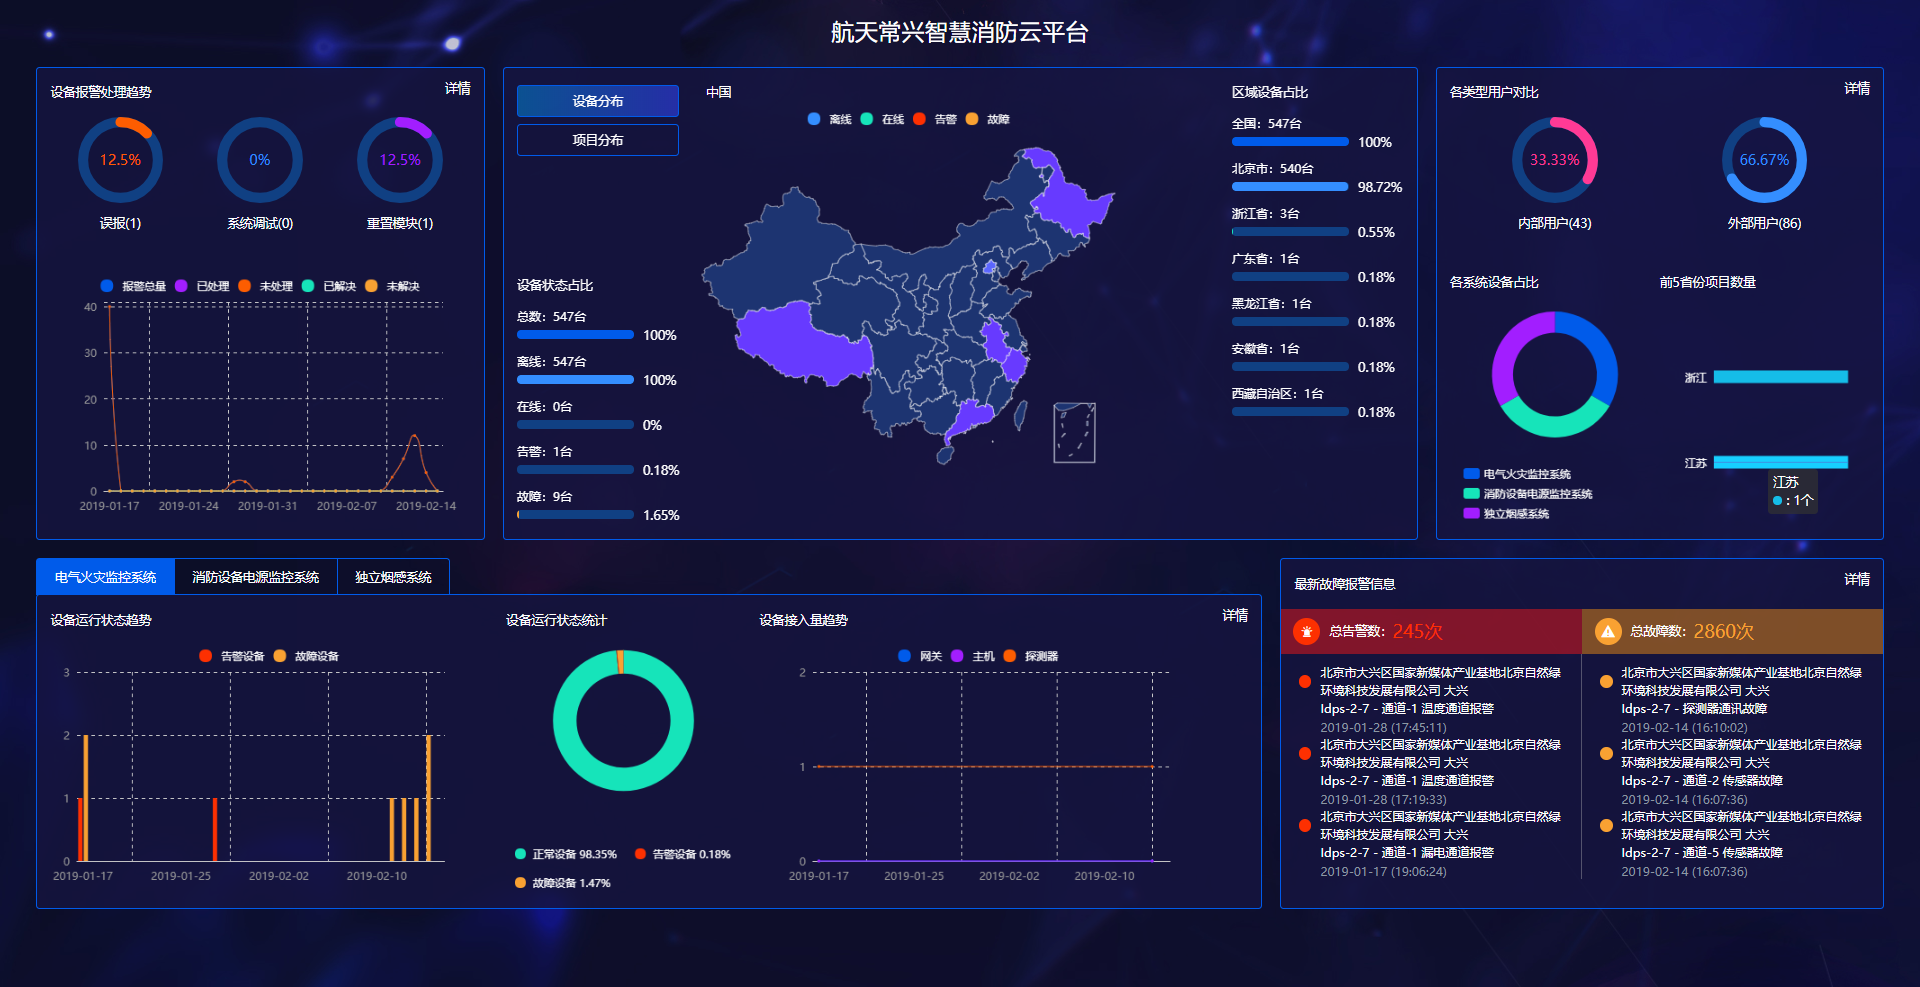 航天常兴智慧消防云平台
设备报警处理趋势
详情
12.5%
0%
12.5%
误报(1)
系统调试(0)
重置模块(1)
报警总量 已处理 未处理 已解决 未解决
40
30
20
10
0
2019-01-17 2019-01-24 2019-01-31 2019-02-07 2019-02-14
设备分布
项目分布
中国
离线 在线 告警 故障
设备状态占比
总数：547台
100%
离线：547台
100%
在线：0台
0%
告警：1台
0.18%
故障：9台
1.65%
区域设备占比
全国：547台
100%
北京市：540台
98.72%
浙江省：3台
0.55%
广东省：1台
0.18%
黑龙江省：1台
0.18%
安徽省：1台
0.18%
西藏自治区：1台
0.18%
各类型用户对比
详情
33.33%
66.67%
内部用户(43)
外部用户(86)
各系统设备占比
电气火灾监控系统
消防设备电源监控系统
独立烟感系统
前5省份项目数量
浙江
江苏
江苏
: 1个
电气火灾监控系统
消防设备电源监控系统
独立烟感系统
设备运行状态趋势
告警设备 故障设备
3
2
1
0
2019-01-17 2019-01-25 2019-02-02 2019-02-10
设备运行状态统计
正常设备 98.35% 告警设备 0.18%
故障设备 1.47%
设备接入量趋势
详情
网关 主机 探测器
2
1
0
2019-01-17 2019-01-25 2019-02-02 2019-02-10
最新故障报警信息
详情
总告警数：245次
北京市大兴区国家新媒体产业基地北京自然绿
环境科技发展有限公司 大兴
ldps-2-7 - 通道-1 温度通道报警
2019-01-28 (17:45:11)
北京市大兴区国家新媒体产业基地北京自然绿
环境科技发展有限公司 大兴
ldps-2-7 - 通道-1 温度通道报警
2019-01-28 (17:19:33)
北京市大兴区国家新媒体产业基地北京自然绿
环境科技发展有限公司 大兴
ldps-2-7 - 通道-1 漏电通道报警
2019-01-17 (19:06:24)
总故障数：2860次
北京市大兴区国家新媒体产业基地北京自然绿
环境科技发展有限公司 大兴
ldps-2-7 - 探测器通讯故障
2019-02-14 (16:10:02)
北京市大兴区国家新媒体产业基地北京自然绿
环境科技发展有限公司 大兴
ldps-2-7 - 通道-2 传感器故障
2019-02-14 (16:07:36)
北京市大兴区国家新媒体产业基地北京自然绿
环境科技发展有限公司 大兴
ldps-2-7 - 通道-5 传感器故障
2019-02-14 (16:07:36)